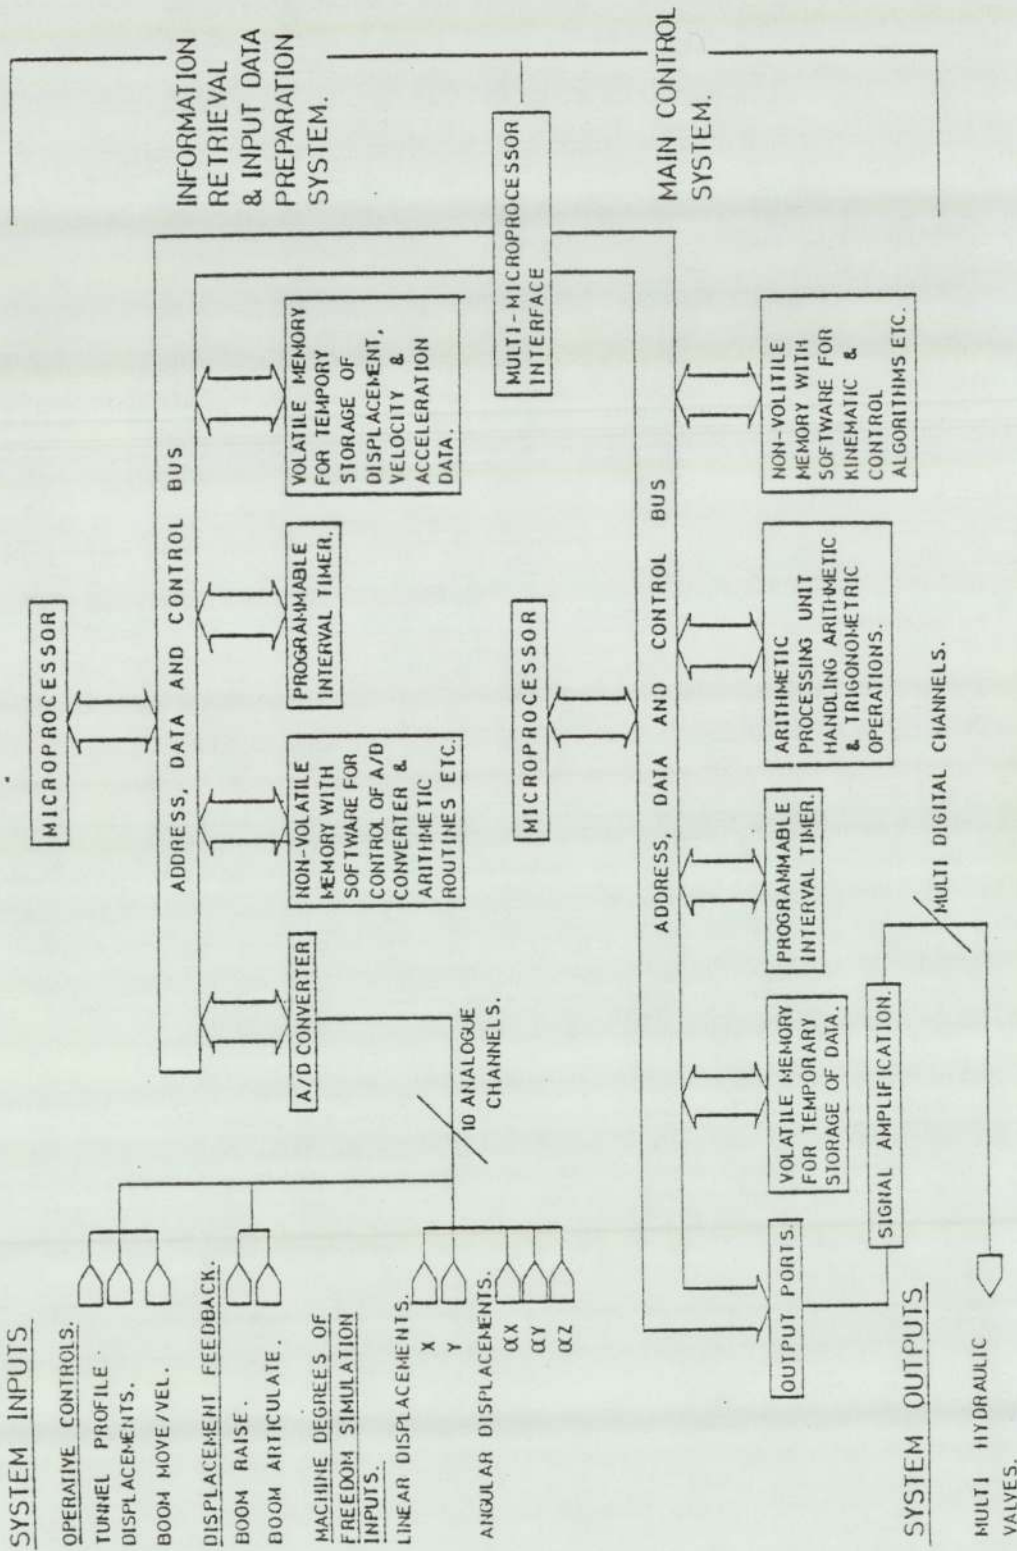 SYSTEM INPUTS
OPERATIVE CONTROLS.
TUNNEL PROFILE
DISPLACEMENTS.
BOOM MOVE/VEL.
DISPLACEMENT FEEDBACK.
BOOM RAISE.
BOOM ARTICULATE.
MACHINE DEGREES OF
FREEDOM SIMULATION
INPUTS.
LINEAR DISPLACEMENTS.
X
Y
ANGULAR DISPLACEMENTS.
αX
αY
αZ
10 ANALOGUE
CHANNELS.
MICROPROCESSOR
ADDRESS, DATA AND CONTROL BUS
A/D CONVERTER
NON-VOLATILE
MEMORY WITH
SOFTWARE FOR
CONTROL OF A/D
CONVERTER &
ARITHMETIC
ROUTINES ETC.
PROGRAMMABLE
INTERVAL TIMER.
VOLATILE MEMORY
FOR TEMPORY
STORAGE OF
DISPLACEMENT,
VELOCITY &
ACCELERATION
DATA.
INFORMATION
RETRIEVAL
& INPUT DATA
PREPARATION
SYSTEM.
MULTI-MICROPROCESSOR
INTERFACE
MAIN CONTROL
SYSTEM.
MICROPROCESSOR
ADDRESS, DATA AND CONTROL BUS
OUTPUT PORTS.
VOLATILE MEMORY
FOR TEMPORARY
STORAGE OF DATA.
PROGRAMMABLE
INTERVAL TIMER.
ARITHMETIC
PROCESSING UNIT
HANDLING ARITHMETIC
& TRIGONOMETRIC
OPERATIONS.
NON-VOLITILE
MEMORY WITH
SOFTWARE FOR
KINEMATIC &
CONTROL
ALGORITHMS ETC.
SIGNAL AMPLIFICATION.
MULTI DIGITAL CHANNELS.
SYSTEM OUTPUTS
MULTI HYDRAULIC
VALVES.